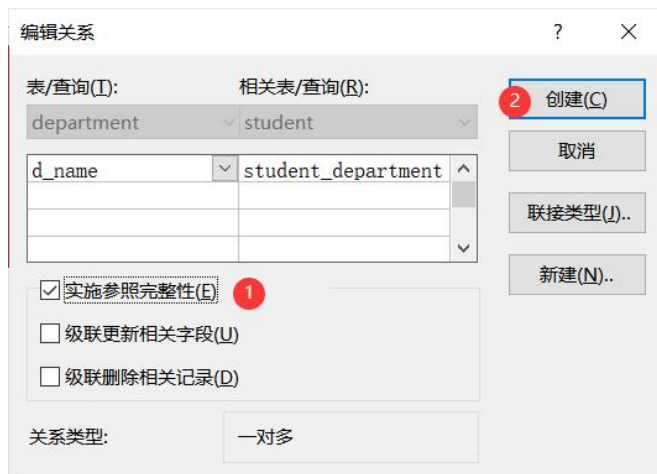 编辑关系 ?
表/查询(T): 相关表/查询(R):
department student
d_name student_department
实施参照完整性(E) 1
级联更新相关字段(U)
级联删除相关记录(D)
关系类型: 一对多
2 创建(C)
取消
联接类型(J)..
新建(N)..